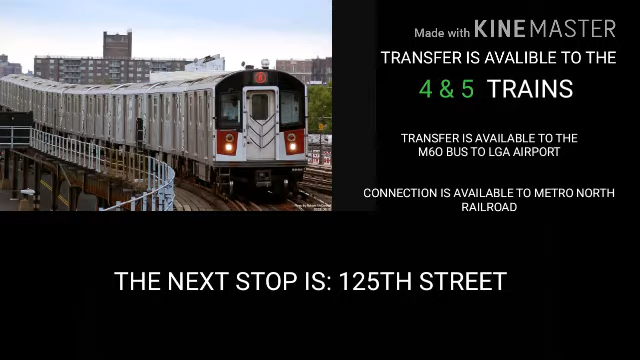 Made with KINEMASTER
TRANSFER IS AVALIBLE TO THE
4 & 5 TRAINS
TRANSFER IS AVAILABLE TO THE
M60 BUS TO LGA AIRPORT
CONNECTION IS AVAILABLE TO METRO NORTH
RAILROAD
THE NEXT STOP IS: 125TH STREET